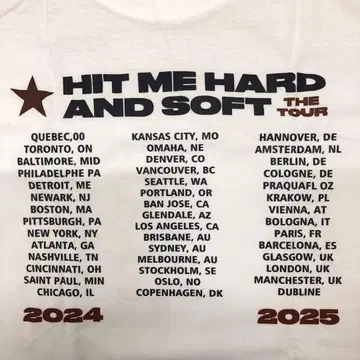 HIT ME HARD
AND SOFT THE TOUR
QUEBEC,00
TORONTO, ON
BALTIMORE, MID
PHILADELPHE PA
DETROIT, ME
NEWARK, NJ
BOSTON, MA
PITTSBURGH, PA
NEW YORK, NY
ATLANTA, GA
NASHVILLE, TN
CINCINNATI, OH
SAINT PAUL, MIN
CHICAGO, IL
2024
KANSAS CITY, MO
OMAHA, NE
DENVER, CO
VANCOUVER, BC
SEATTLE, WA
PORTLAND, OR
BAN JOSE, CA
GLENDALE, AZ
LOS ANGELES, CA
BRISBANE, AU
SYDNEY, AU
MELBOURNE, AU
STOCKHOLM, SE
OSLO, NO
COPENHAGEN, DK
HANNOVER, DE
AMSTERDAM, NL
BERLIN, DE
COLOGNE, DE
PRAQUAFL OZ
KRAKOW, PL
VIENNA, AT
BOLOGNA, IT
PARIS, FR
BARCELONA, ES
GLASGOW, UK
LONDON, UK
MANCHESTER, UK
DUBLINE
2025